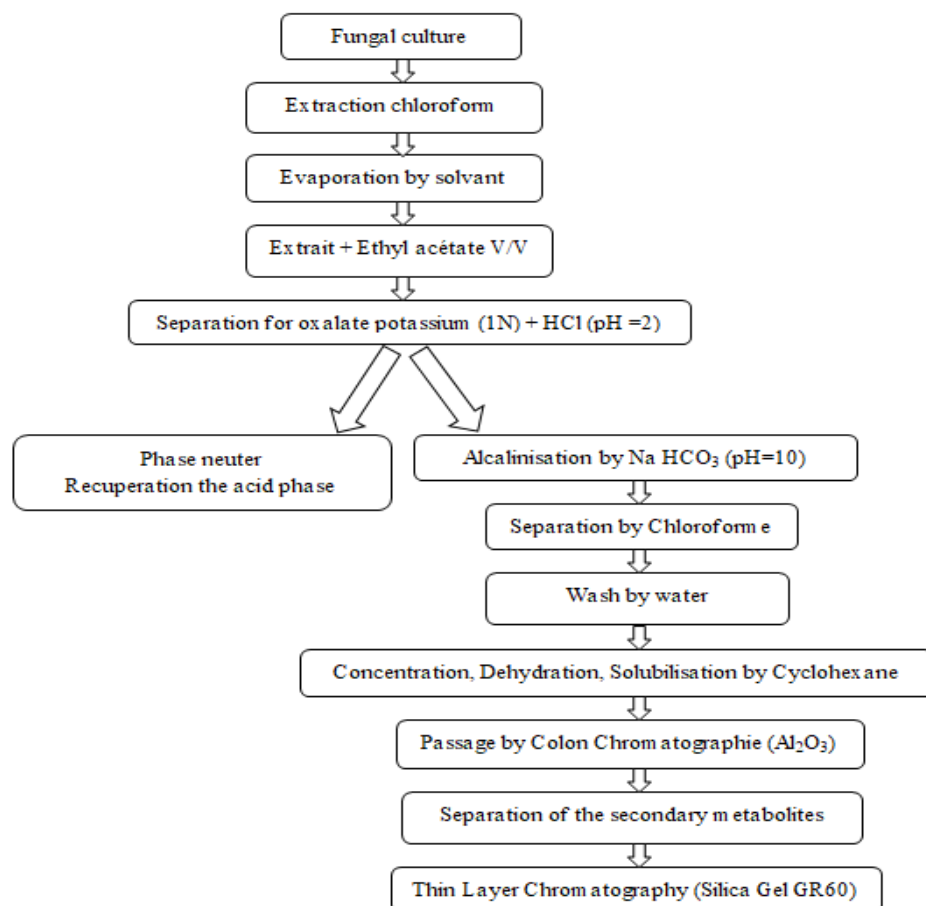 Fungal culture
Extraction chloroform
Evaporation by solvant
Extrait + Ethyl acétate V/V
Separation for oxalate potassium (1N) + HCl (pH =2)
Phase neuter
Recuperation the acid phase
Alcalinisation by Na HCO₃ (pH=10)
Separation by Chloroforme
Wash by water
Concentration, Dehydration, Solubilisation by Cyclohexane
Passage by Colon Chromatographie (Al₂O₃)
Separation of the secondary metabolites
Thin Layer Chromatography (Silica Gel GR60)